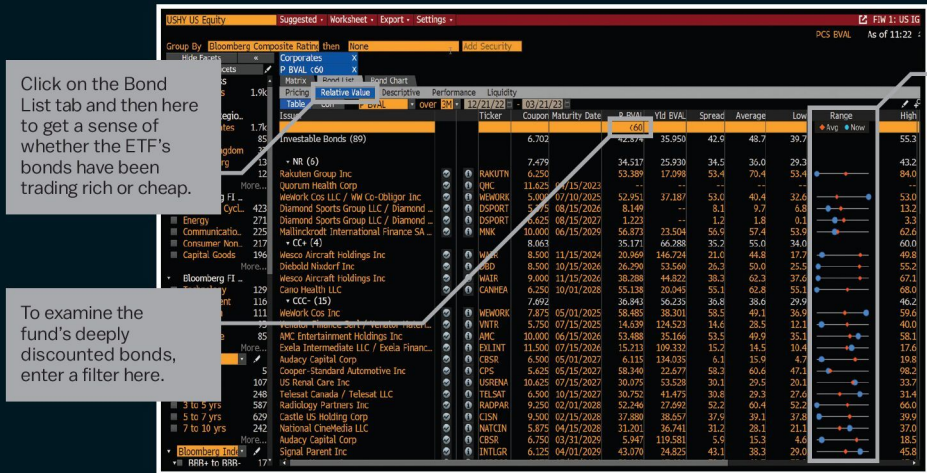 USHY US Equity Suggested Worksheet Export Settings FIW 1: US IG
PCS BVAL As of 11:22
Group By Bloomberg Composite Rating then None Add Security
Hide Facets Corporates X
P BVAL <60 X
Matrix Bond List Bond Chart
Pricing Relative Value Descriptive Performance Liquidity
Table P BVAL over 3M 12/21/22 - 03/21/23
Issuer Ticker Coupon Maturity Date P BVAL Yld BVAL Spread Average Low Range High
<60 Avg Now
Investable Bonds (89) 6.702 42.874 35.950 42.9 48.7 39.7 55.3
NR (6) 7.479 34.517 25.930 34.5 36.0 29.3 43.2
Rakuten Group Inc RAKUTN 6.250 53.389 17.098 53.4 70.4 53.4 84.0
Quorum Health Corp QHC 11.625 04/15/2023 -- -- -- -- -- --
WeWork Cos LLC / WW Co-Obligor Inc WEWORK 5.000 07/10/2025 52.951 37.187 53.0 40.4 32.6 53.0
Diamond Sports Group LLC / Diamond .. DSPORT 5.375 08/15/2026 8.149 -- 8.1 9.7 6.8 13.2
Diamond Sports Group LLC / Diamond .. DSPORT 6.625 08/15/2027 1.223 -- 1.2 1.8 0.1 3.3
Mallinckrodt International Finance SA .. MNK 10.000 06/15/2029 56.873 23.504 56.9 57.4 53.9 62.6
CC+ (4) 8.063 35.171 66.288 35.2 55.0 34.0 60.0
Wesco Aircraft Holdings Inc WAIR 8.500 11/15/2024 20.969 146.724 21.0 44.8 17.7 49.8
Diebold Nixdorf Inc DBD 8.500 10/15/2026 26.290 53.560 26.3 50.0 25.5 55.2
Wesco Aircraft Holdings Inc WAIR 9.000 11/15/2026 38.288 44.822 38.3 62.3 37.6 67.1
Cano Health LLC CANHEA 6.250 10/01/2028 55.138 20.045 55.1 62.8 55.1 68.0
CCC- (15) 7.692 36.843 56.235 36.8 38.6 29.9 46.2
WeWork Cos Inc WEWORK 7.875 05/01/2025 58.485 38.301 58.5 49.1 36.9 59.6
VNTR 5.750 07/15/2025 14.639 124.523 14.6 28.5 12.1 40.0
AMC Entertainment Holdings Inc AMC 10.000 06/15/2026 53.488 35.166 53.5 49.9 35.1 58.1
Exela Intermediate LLC / Exela Financ.. EXLINT 11.500 07/15/2026 15.213 109.332 15.2 14.5 10.4 17.6
Audacy Capital Corp CBSR 6.500 05/01/2027 6.115 134.035 6.1 15.9 4.7 19.8
Cooper-Standard Automotive Inc CPS 5.625 05/15/2027 58.340 22.677 58.3 60.6 47.1 98.2
US Renal Care Inc USRENA 10.625 07/15/2027 30.075 53.528 30.1 29.5 20.1 33.7
Telesat Canada / Telesat LLC TELSAT 6.500 10/15/2027 30.752 41.475 30.8 29.3 27.6 31.4
Radiology Partners Inc RADPAR 9.250 02/01/2028 52.246 27.692 52.2 60.4 52.2 66.0
Castle US Holding Corp CISN 9.500 02/15/2028 37.880 38.657 37.9 39.1 37.8 39.9
National CineMedia LLC NATCIN 5.875 04/15/2028 31.201 36.741 31.2 28.1 21.1 37.0
Audacy Capital Corp CBSR 6.750 03/31/2029 5.947 119.581 5.9 15.3 4.6 18.5
Signal Parent Inc INTLGR 6.125 04/01/2029 43.070 24.825 43.1 38.3 29.0 45.8
1.9k
1.7k
85
13
12
More...
423
Energy 271
Communicatio.. 225
Consumer Non.. 217
Capital Goods 196
More...
Bloomberg FI ..
129
116
111
85
More...
5
107
248
3 to 5 yrs 587
5 to 7 yrs 629
7 to 10 yrs 242
More...
Bloomberg Inde
BBB+ to BBB- 17
Click on the Bond
List tab and then here
to get a sense of
whether the ETF's
bonds have been
trading rich or cheap.
To examine the
fund's deeply
discounted bonds,
enter a filter here.